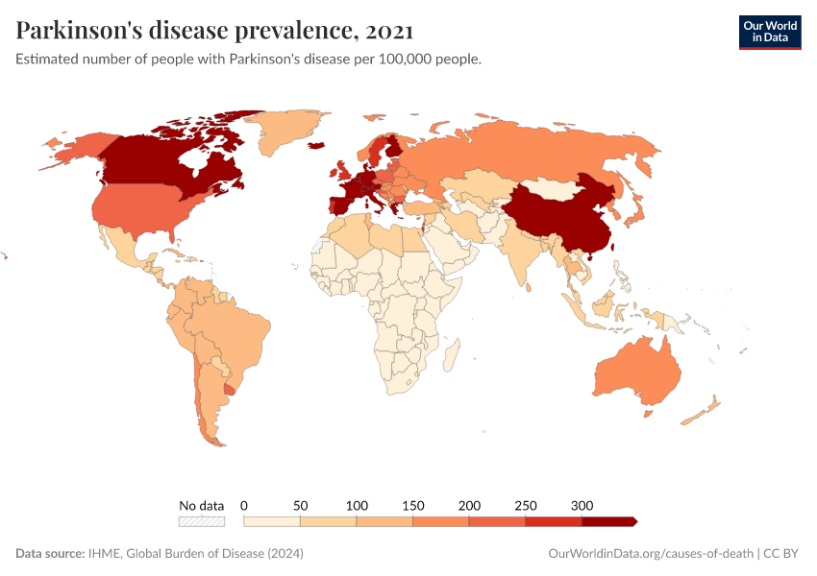 Parkinson's disease prevalence, 2021
Our World
in Data
Estimated number of people with Parkinson's disease per 100,000 people.
No data
0
50
100
150
200
250
300
Data source: IHME, Global Burden of Disease (2024)
OurWorldinData.org/causes-of-death | CC BY